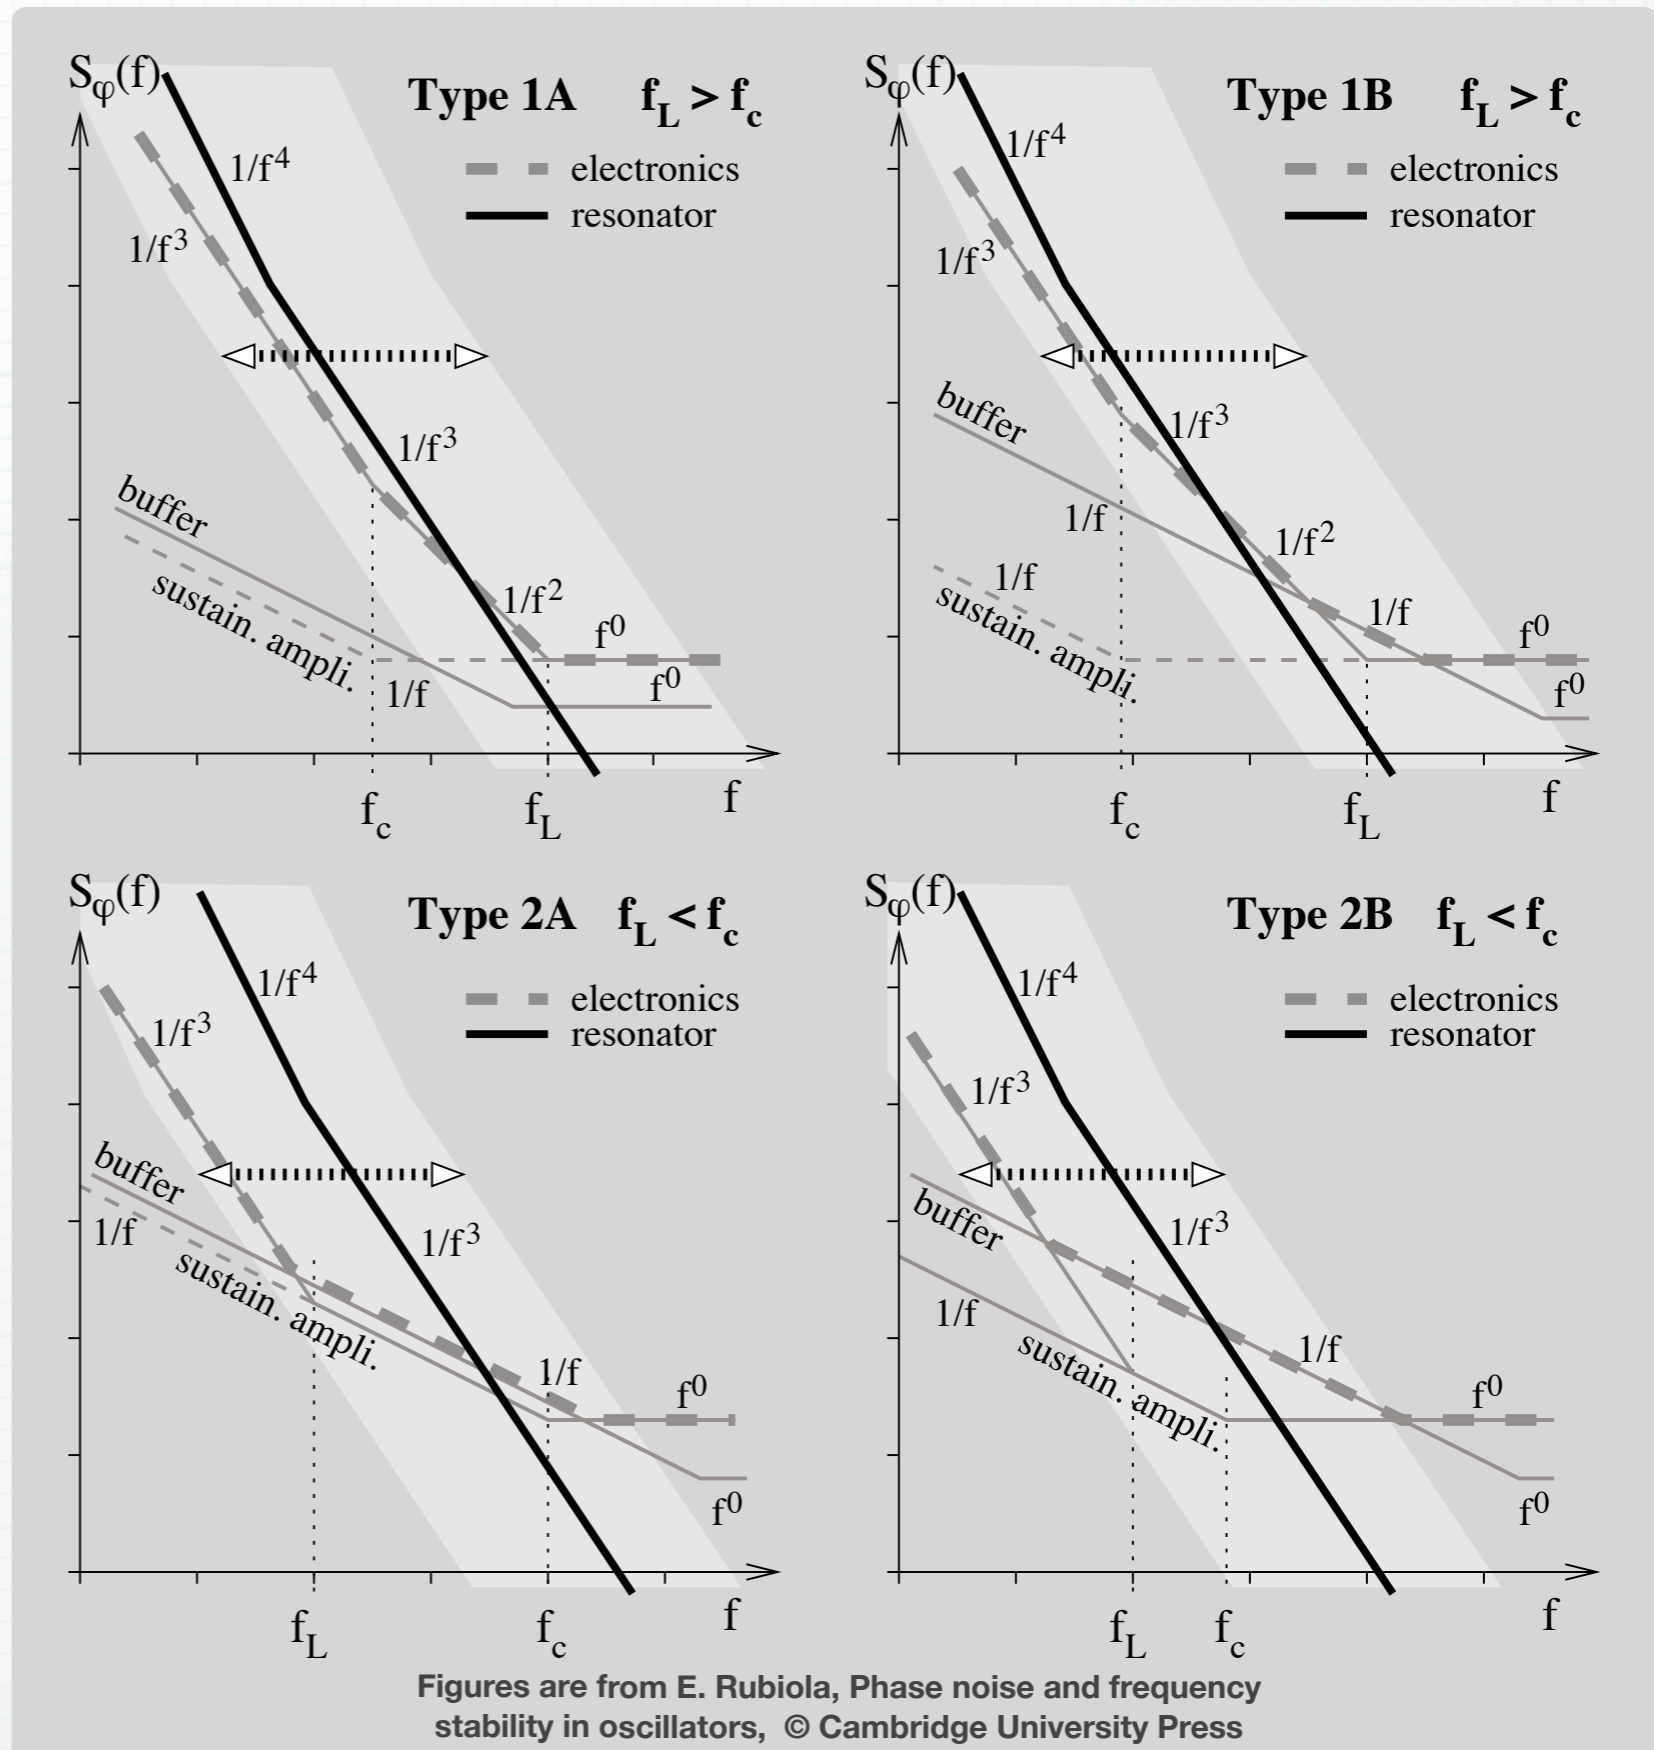 Sφ(f)
Type 1A fL > fc
electronics
resonator
1/f⁴
1/f³
1/f³
buffer
sustain. ampli.
1/f
1/f²
f⁰
f⁰
fc
fL
f
Sφ(f)
Type 1B fL > fc
electronics
resonator
1/f⁴
1/f³
buffer
1/f³
1/f
1/f²
1/f
sustain. ampli.
1/f
f⁰
f⁰
fc
fL
f
Sφ(f)
Type 2A fL < fc
electronics
resonator
1/f⁴
1/f³
buffer
1/f
sustain. ampli.
1/f³
1/f
f⁰
f⁰
fL
fc
f
Sφ(f)
Type 2B fL < fc
electronics
resonator
1/f⁴
1/f³
buffer
1/f³
1/f
sustain. ampli.
1/f
f⁰
f⁰
fL
fc
f
Figures are from E. Rubiola, Phase noise and frequency
stability in oscillators, © Cambridge University Press